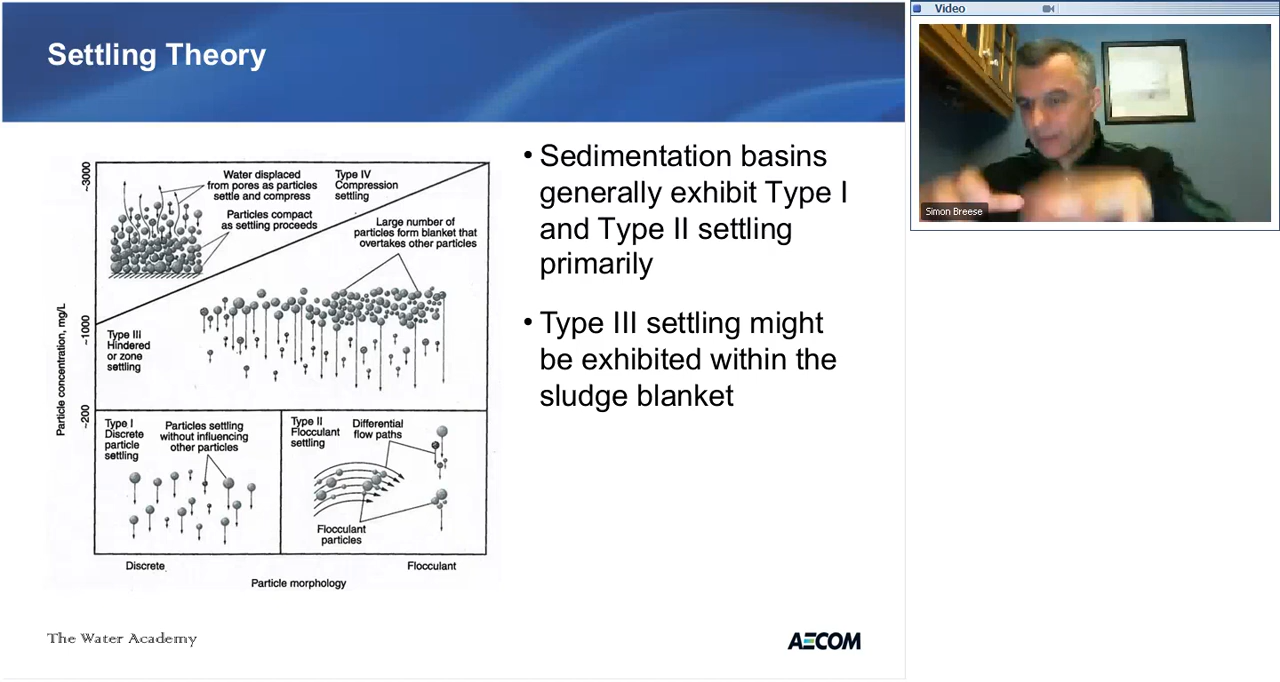 Settling Theory
~3000
~1000
~200
Particle concentration, mg/L
Water displaced
from pores as particles
settle and compress
Particles compact
as settling proceeds
Type IV
Compression
settling
Large number of
particles form blanket that
overtakes other particles
Type III
Hindered
or zone
settling
Type I
Discrete
particle
settling
Particles settling
without influencing
other particles
Type II
Flocculant
settling
Differential
flow paths
Flocculant
particles
Discrete
Flocculant
Particle morphology
• Sedimentation basins
generally exhibit Type I
and Type II settling
primarily
• Type III settling might
be exhibited within the
sludge blanket
The Water Academy
AECOM
Video
Simon Breese